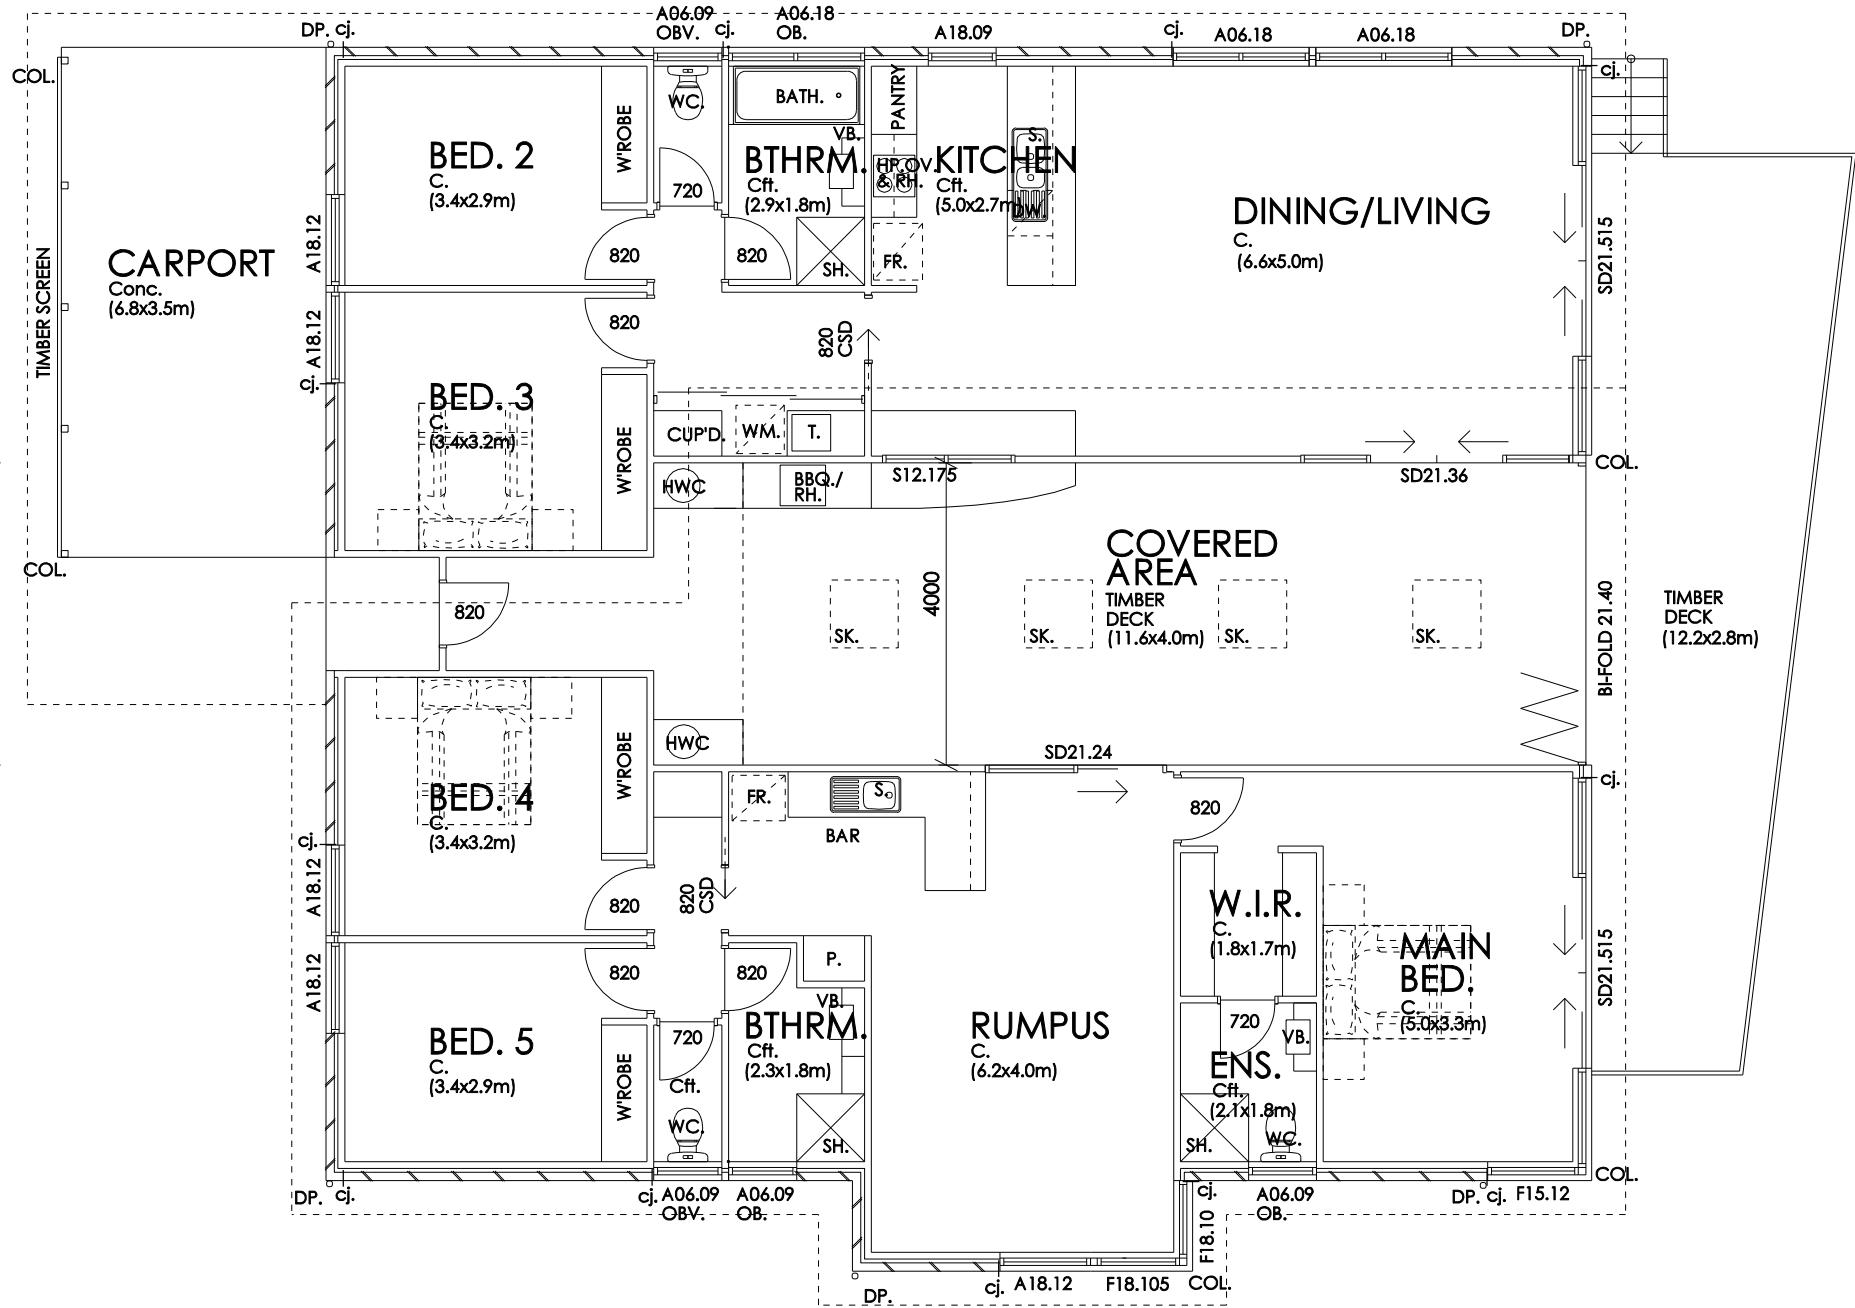 A06.09
OBV.
A06.18
OB.
DP.
cj.
cj.
A18.09
cj.
A06.18
A06.18
DP.
COL.
cj.
WC.
BATH.
PANTRY
W'ROBE
BED. 2
C.
(3.4x2.9m)
VB.
BTHRM.
Cft.
(2.9x1.8m)
HP.OV.
& RH.
KITCHEN
Cft.
(5.0x2.7m)
S.
DW.
720
DINING/LIVING
C.
(6.6x5.0m)
A18.12
820
820
SH.
FR.
SD21.515
CARPORT
Conc.
(6.8x3.5m)
TIMBER SCREEN
A18.12
820
820
CSD
cj.
BED. 3
C.
(3.4x3.2m)
W'ROBE
CUP'D.
WM.
T.
HWC
BBQ./
RH.
S12.175
SD21.36
COL.
COL.
COVERED
AREA
TIMBER
DECK
(11.6x4.0m)
4000
820
SK.
SK.
SK.
SK.
BI-FOLD 21.40
TIMBER
DECK
(12.2x2.8m)
W'ROBE
HWC
SD21.24
cj.
BED. 4
C.
(3.4x3.2m)
FR.
S.
BAR
820
cj.
A18.12
820
820
CSD
W.I.R.
C.
(1.8x1.7m)
MAIN
BED.
C.
(5.0x3.3m)
A18.12
820
820
P.
SD21.515
VB.
BED. 5
C.
(3.4x2.9m)
W'ROBE
720
Cft.
WC.
BTHRM.
Cft.
(2.3x1.8m)
SH.
RUMPUS
C.
(6.2x4.0m)
720
VB.
ENS.
Cft.
(2.1x1.8m)
SH.
WC.
DP.
cj.
cj.
A06.09
OBV.
A06.09
OB.
cj.
A06.09
OB.
DP.
cj.
F15.12
COL.
F18.10
DP.
cj.
A18.12
F18.105
COL.